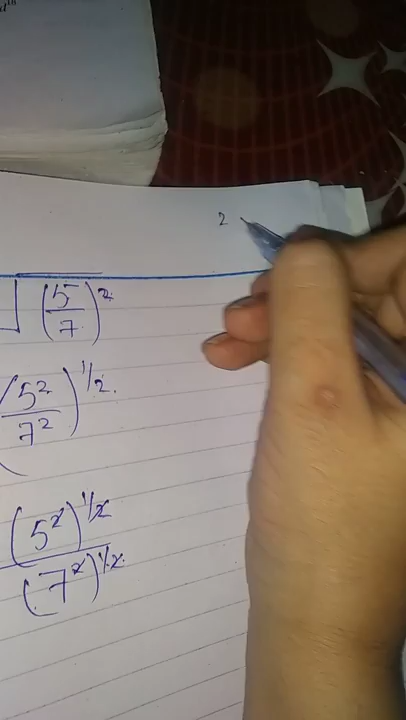 2
√(5/7)²
(5²/7²)^1/2.
(5²)^1/2 / (7²)^1/2.